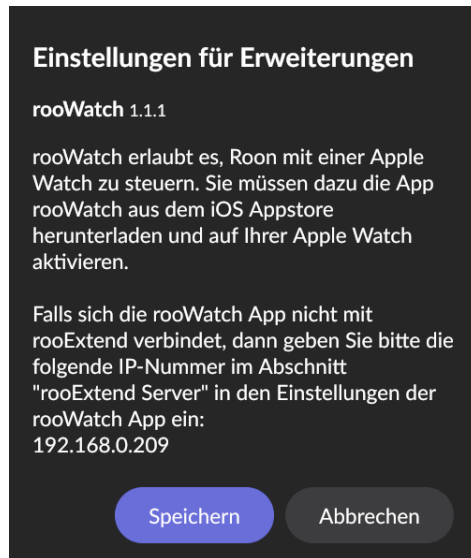 Einstellungen für Erweiterungen
rooWatch 1.1.1
rooWatch erlaubt es, Roon mit einer Apple
Watch zu steuern. Sie müssen dazu die App
rooWatch aus dem iOS Appstore
herunterladen und auf Ihrer Apple Watch
aktivieren.
Falls sich die rooWatch App nicht mit
rooExtend verbindet, dann geben Sie bitte die
folgende IP-Nummer im Abschnitt
"rooExtend Server" in den Einstellungen der
rooWatch App ein:
192.168.0.209
Speichern Abbrechen